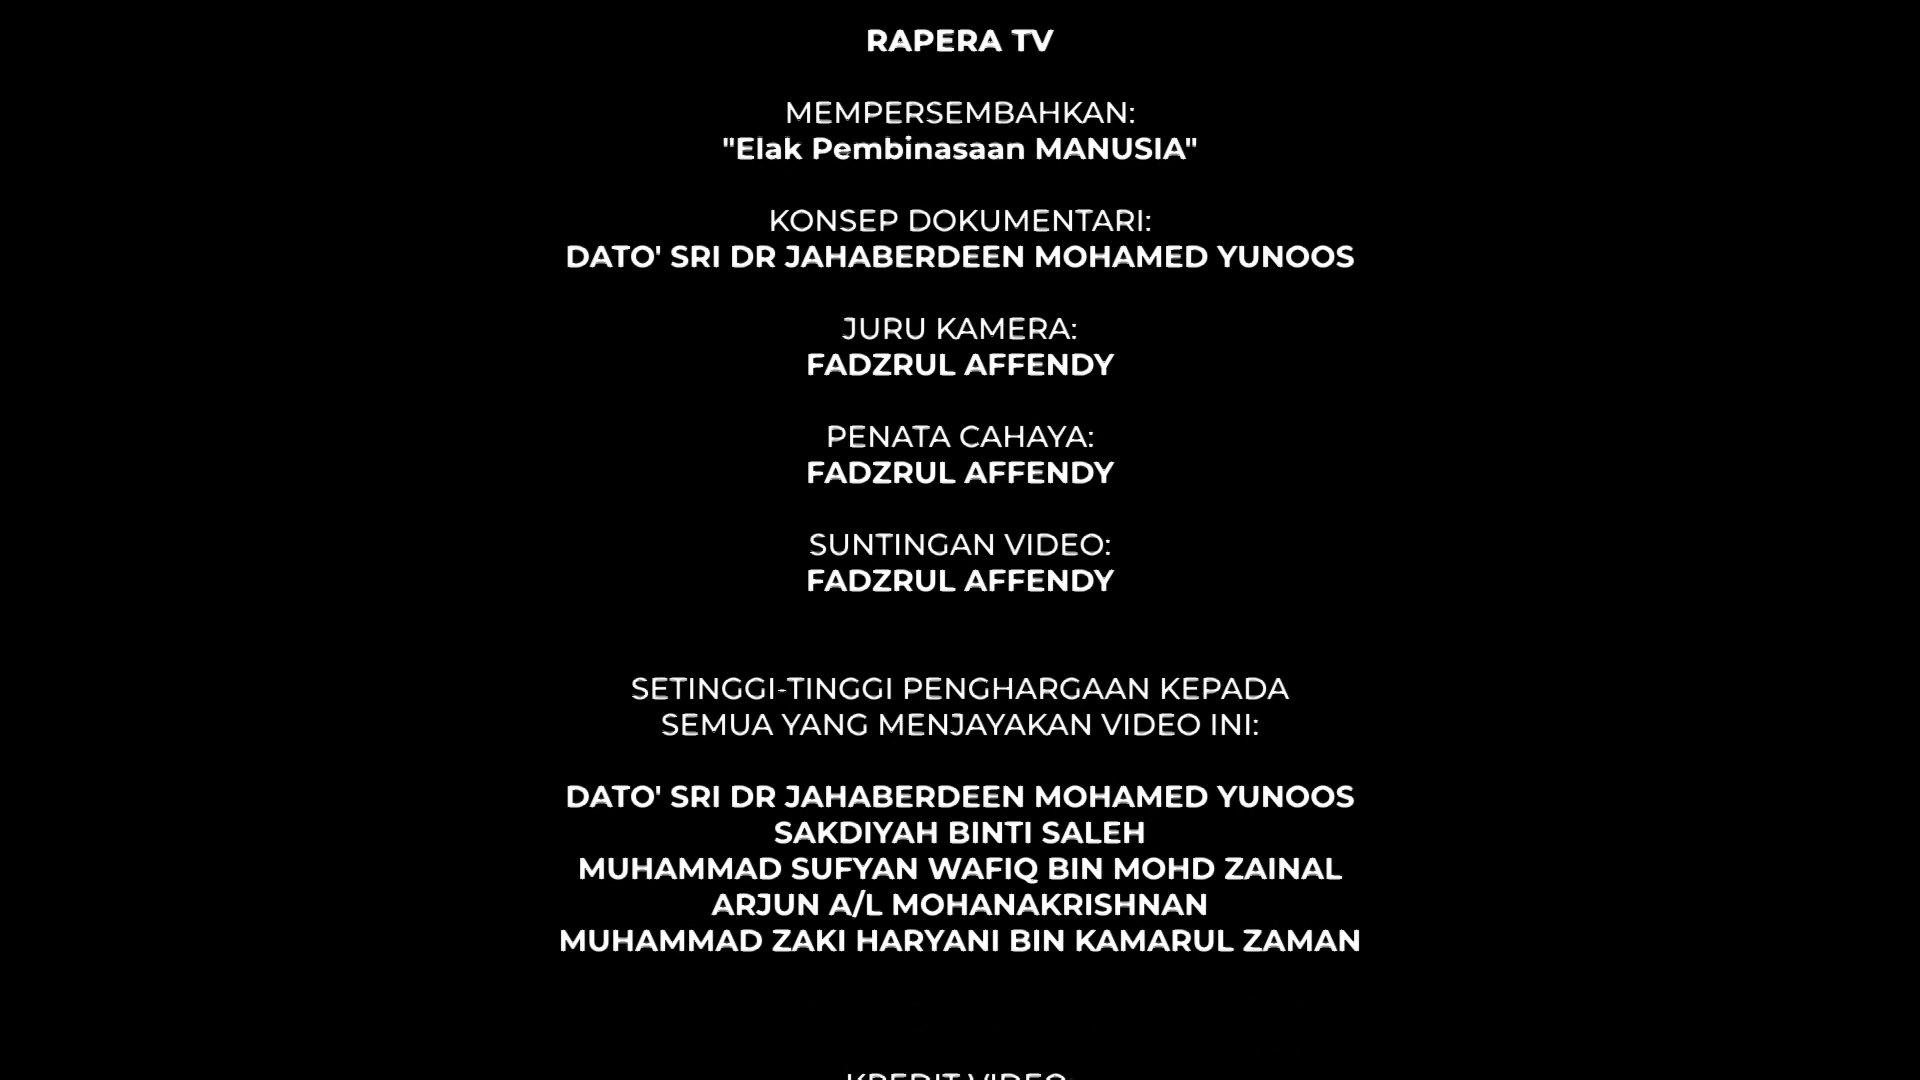 RAPERA TV
MEMPERSEMBAHKAN:
"Elak Pembinasaan MANUSIA"
KONSEP DOKUMENTARI:
DATO' SRI DR JAHABERDEEN MOHAMED YUNOOS
JURU KAMERA:
FADZRUL AFFENDY
PENATA CAHAYA:
FADZRUL AFFENDY
SUNTINGAN VIDEO:
FADZRUL AFFENDY
SETINGGI-TINGGI PENGHARGAAN KEPADA
SEMUA YANG MENJAYAKAN VIDEO INI:
DATO' SRI DR JAHABERDEEN MOHAMED YUNOOS
SAKDIYAH BINTI SALEH
MUHAMMAD SUFYAN WAFIQ BIN MOHD ZAINAL
ARJUN A/L MOHANAKRISHNAN
MUHAMMAD ZAKI HARYANI BIN KAMARUL ZAMAN
KREDIT VIDEO: